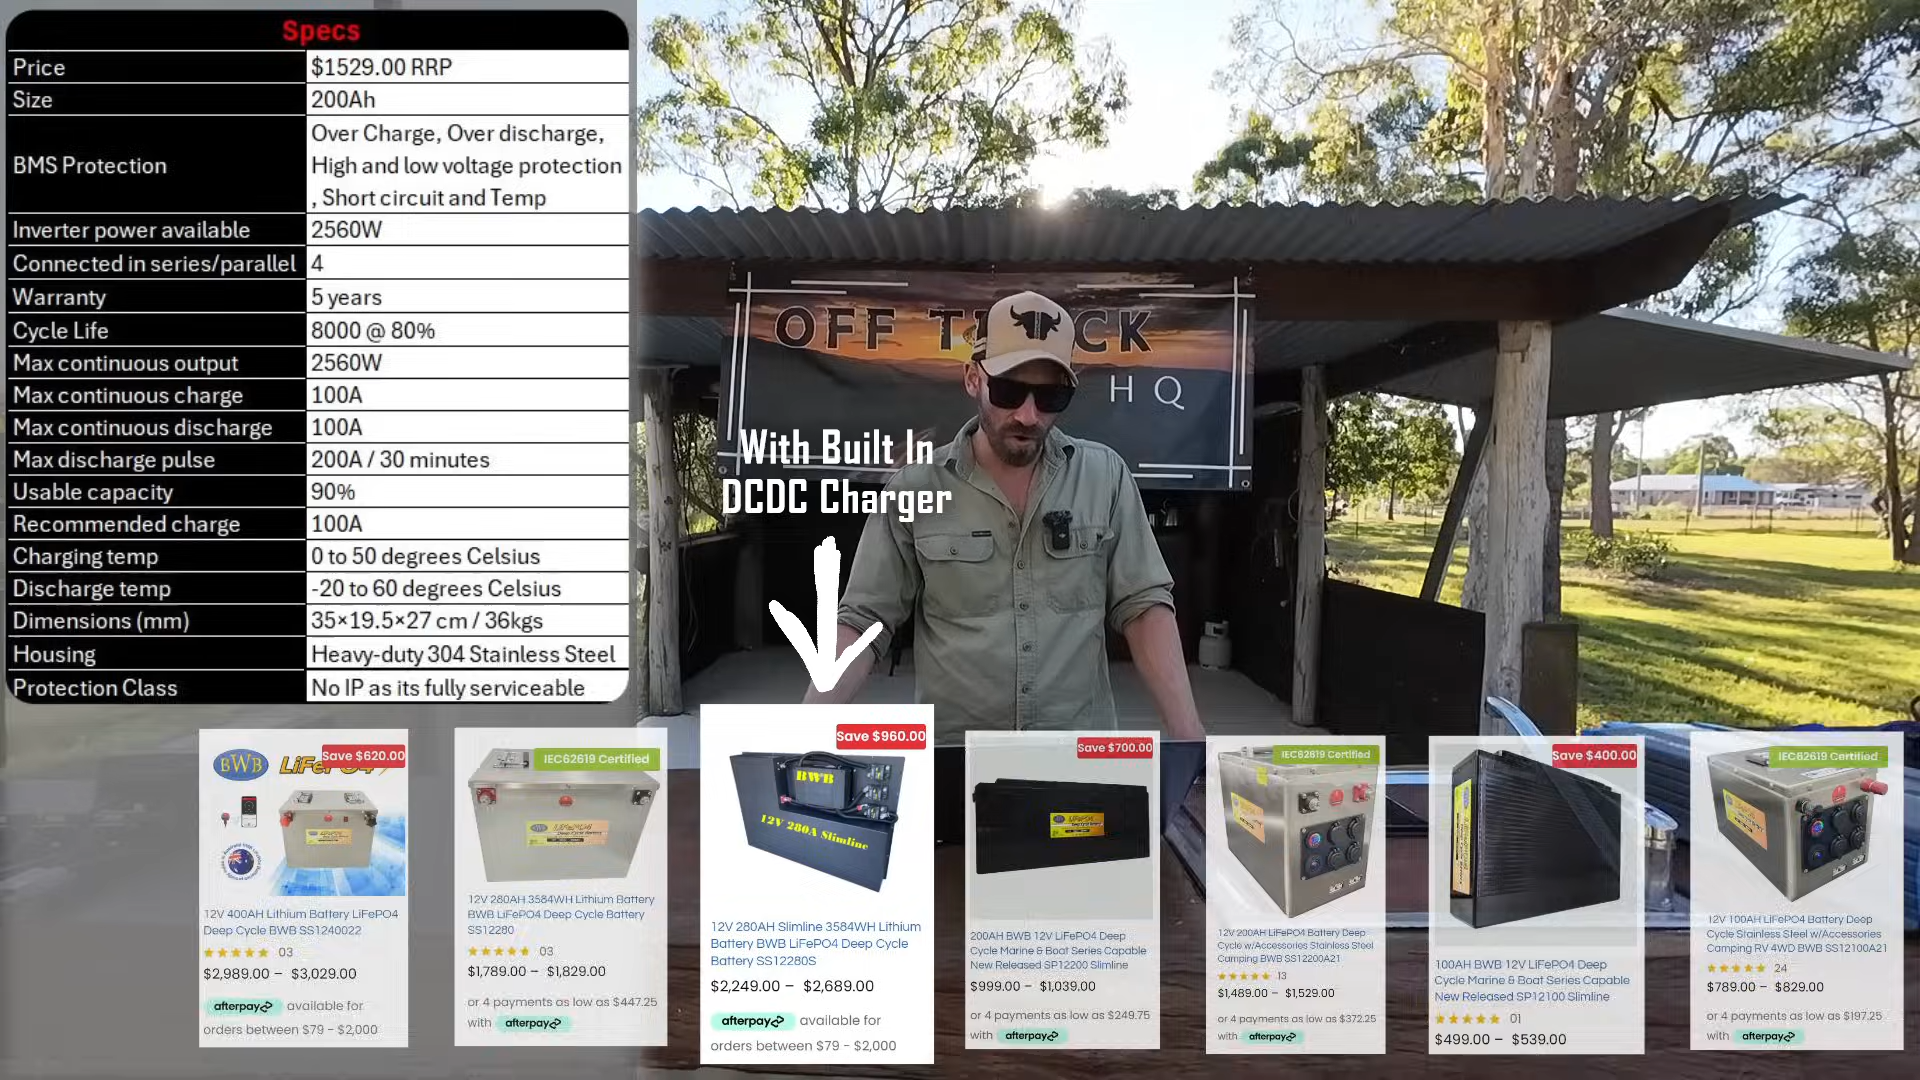 Specs
Price $1529.00 RRP
Size 200Ah
BMS Protection Over Charge, Over discharge,
High and low voltage protection
, Short circuit and Temp
Inverter power available 2560W
Connected in series/parallel 4
Warranty 5 years
Cycle Life 8000 @ 80%
Max continuous output 2560W
Max continuous charge 100A
Max continuous discharge 100A
Max discharge pulse 200A / 30 minutes
Usable capacity 90%
Recommended charge 100A
Charging temp 0 to 50 degrees Celsius
Discharge temp -20 to 60 degrees Celsius
Dimensions (mm) 35×19.5×27 cm / 36kgs
Housing Heavy-duty 304 Stainless Steel
Protection Class No IP as its fully serviceable
OFF T CK
HQ
With Built In
DCDC Charger
BWB LiFePO4
Save $620.00
12V 400AH Lithium Battery LiFePO4
Deep Cycle BWB SS1240022
03
$2,989.00 – $3,029.00
afterpay available for
orders between $79 - $2,000
IEC62619 Certified
BWB LiFePO4
12V 280AH 3584WH Lithium Battery
BWB LiFePO4 Deep Cycle Battery
SS12280
03
$1,789.00 – $1,829.00
or 4 payments as low as $447.25
with afterpay
Save $960.00
BWB
12V 280A Slimline
12V 280AH Slimline 3584WH Lithium
Battery BWB LiFePO4 Deep Cycle
Battery SS12280S
$2,249.00 – $2,689.00
afterpay available for
orders between $79 - $2,000
Save $700.00
200AH BWB 12V LiFePO4 Deep
Cycle Marine & Boat Series Capable
New Released SP12200 Slimline
$999.00 – $1,039.00
or 4 payments as low as $249.75
with afterpay
IEC62619 Certified
12V 200AH LiFePO4 Battery Deep
Cycle w/Accessories Stainless Steel
Camping BWB SS12200A21
13
$1,489.00 – $1,529.00
or 4 payments as low as $372.25
with afterpay
Save $400.00
100AH BWB 12V LiFePO4 Deep
Cycle Marine & Boat Series Capable
New Released SP12100 Slimline
01
$499.00 – $539.00
IEC62619 Certified
12V 100AH LiFePO4 Battery Deep
Cycle Stainless Steel w/Accessories
Camping RV 4WD BWB SS12100A21
24
$789.00 – $829.00
or 4 payments as low as $197.25
with afterpay